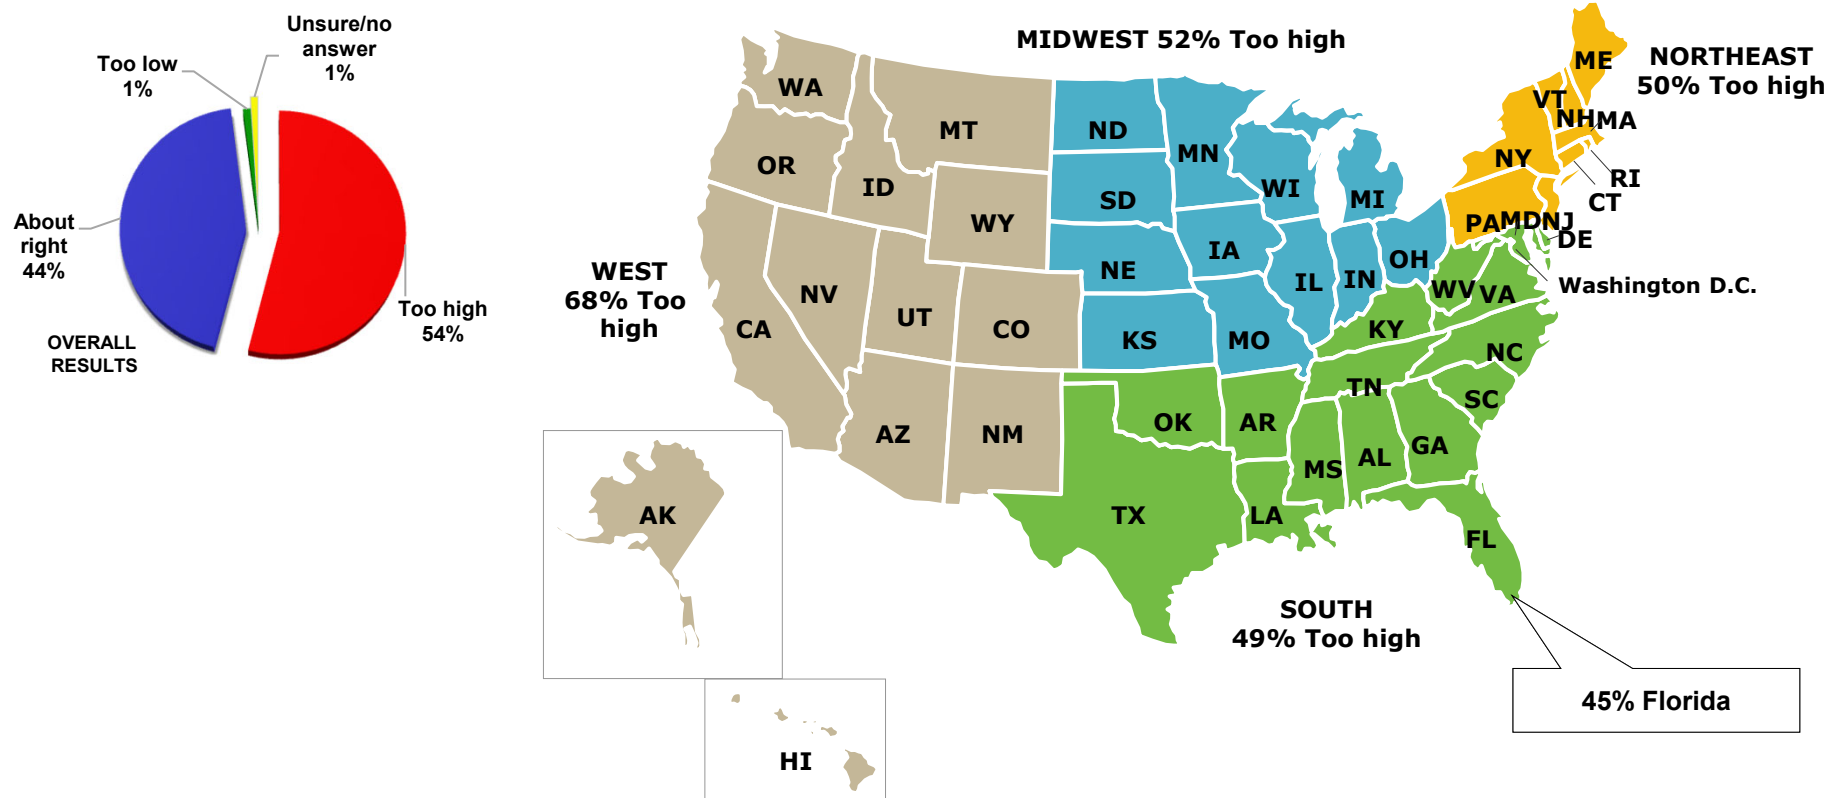 Unsure/no
answer
1%
Too low
1%
About
right
44%
Too high
54%
OVERALL
RESULTS
MIDWEST 52% Too high
NORTHEAST
50% Too high
WEST
68% Too
high
SOUTH
49% Too high
45% Florida
WA
OR
ID
MT
WY
NV
UT
CO
CA
AZ
NM
AK
HI
ND
SD
NE
KS
MN
IA
MO
WI
IL
MI
IN
OH
ME
VT
NH
MA
NY
RI
CT
PA
NJ
MD
DE
Washington D.C.
WV
VA
KY
NC
TN
SC
OK
AR
GA
AL
MS
TX
LA
FL